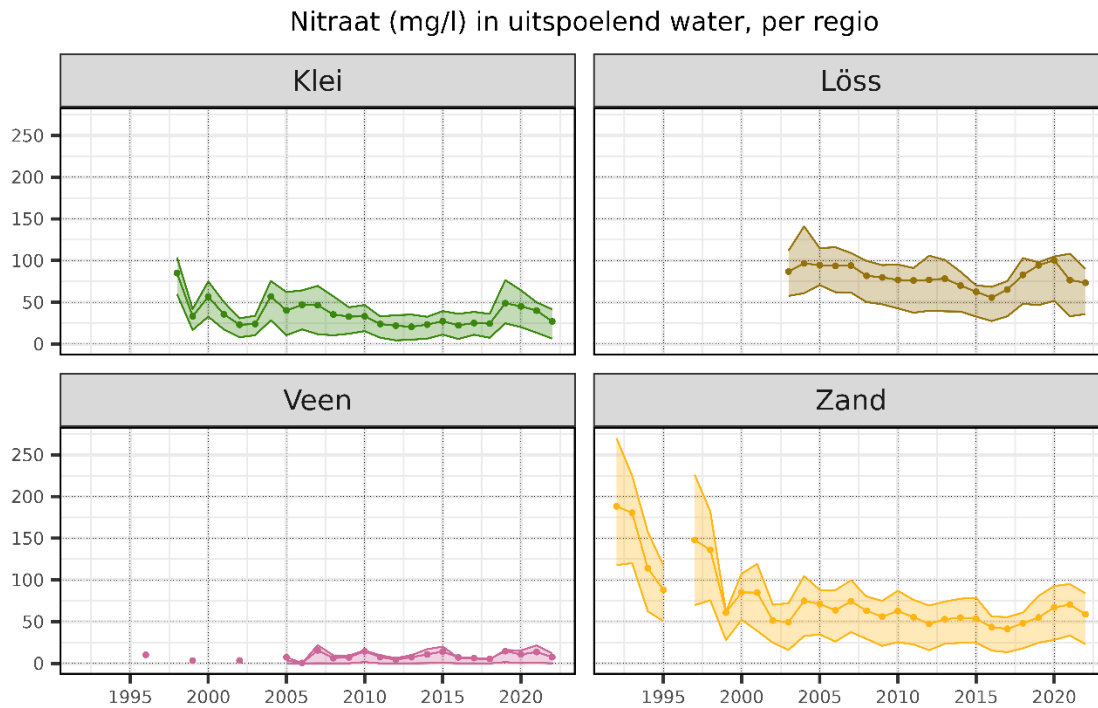 Nitraat (mg/l) in uitspoelend water, per regio
Klei
Löss
250
200
150
100
50
0
Veen
Zand
250
200
150
100
50
0
1995 2000 2005 2010 2015 2020 1995 2000 2005 2010 2015 2020